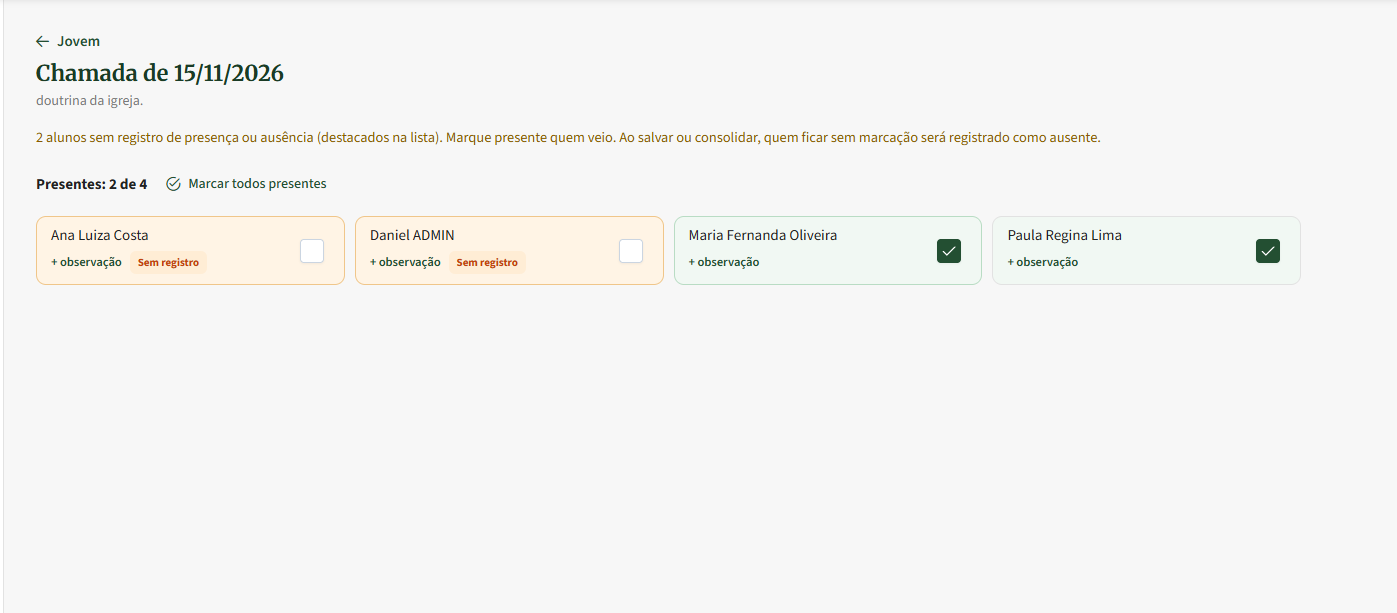 ← Jovem
Chamada de 15/11/2026
doutrina da igreja.
2 alunos sem registro de presença ou ausência (destacados na lista). Marque presente quem veio. Ao salvar ou consolidar, quem ficar sem marcação será registrado como ausente.
Presentes: 2 de 4 Marcar todos presentes
Ana Luiza Costa
+ observação Sem registro
Daniel ADMIN
+ observação Sem registro
Maria Fernanda Oliveira
+ observação
Paula Regina Lima
+ observação